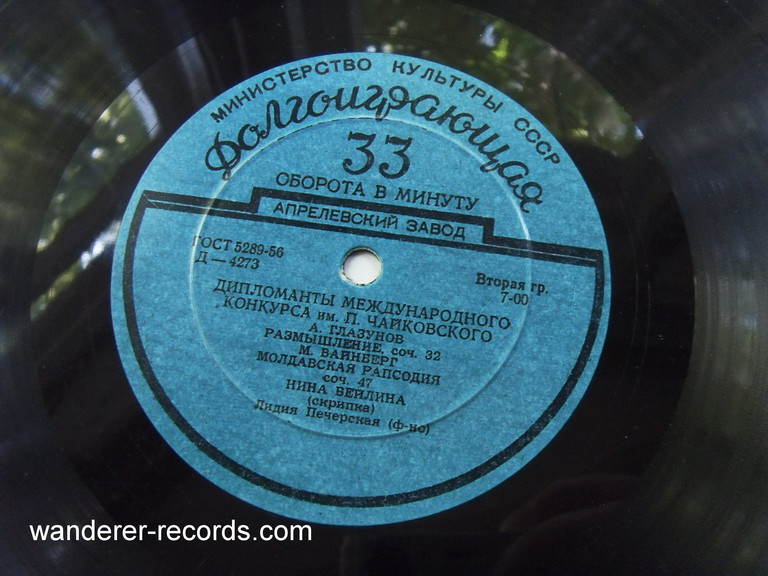 МИНИСТЕРСТВО КУЛЬТУРЫ СССР
Долгоиграющая
33
ОБОРОТА В МИНУТУ
АПРЕЛЕВСКИЙ ЗАВОД
ГОСТ 5289-56
Д—4273
Вторая гр.
7-00
ДИПЛОМАНТЫ МЕЖДУНАРОДНОГО
КОНКУРСА им. П. ЧАЙКОВСКОГО
А. ГЛАЗУНОВ
РАЗМЫШЛЕНИЕ, соч. 32
М. ВАЙНБЕРГ
МОЛДАВСКАЯ РАПСОДИЯ
соч. 47
НИНА БЕЙЛИНА
(скрипка)
Лидия Печерская (ф-но)
wanderer-records.com